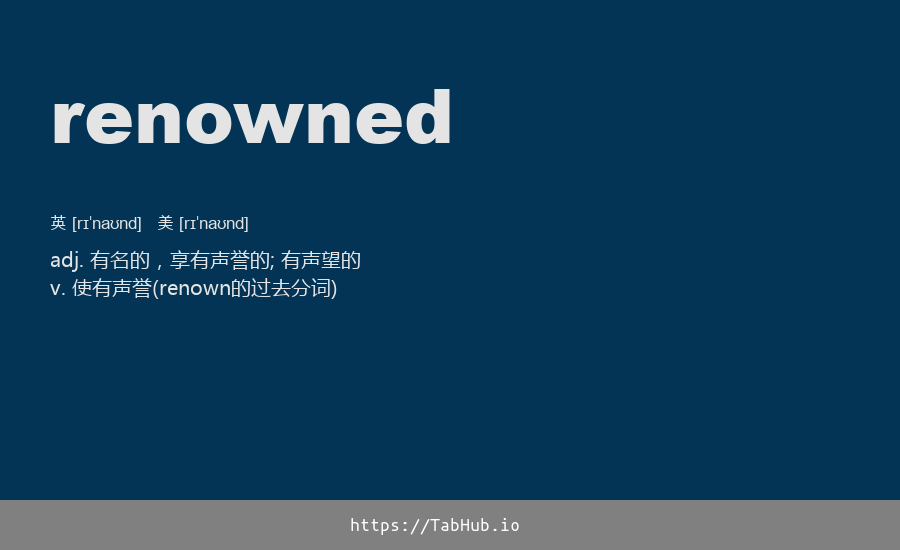 renowned
英 [rɪˈnaʊnd]   美 [rɪˈnaʊnd]
adj. 有名的，享有声誉的; 有声望的
v. 使有声誉(renown的过去分词)
https://TabHub.io